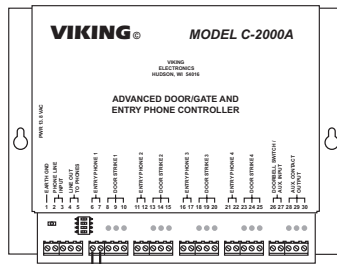 VIKING © MODEL C-2000A
VIKING
ELECTRONICS
HUDSON, WI 54016
PWR 13.8 VAC
ADVANCED DOOR/GATE AND
ENTRY PHONE CONTROLLER
EARTH GND
PHONE LINE
INPUT
LINE OUT
TO PHONES
ENTRY PHONE 1
DOOR STRIKE 1
ENTRY PHONE 2
DOOR STRIKE 2
ENTRY PHONE 3
DOOR STRIKE 3
ENTRY PHONE 4
DOOR STRIKE 4
DOORBELL SWITCH /
AUX. INPUT
AUX. CONTACT
OUTPUT
1 2 3 4 5 6 7 8 9 10 11 12 13 14 15 16 17 18 19 20 21 22 23 24 25 26 27 28 29 30